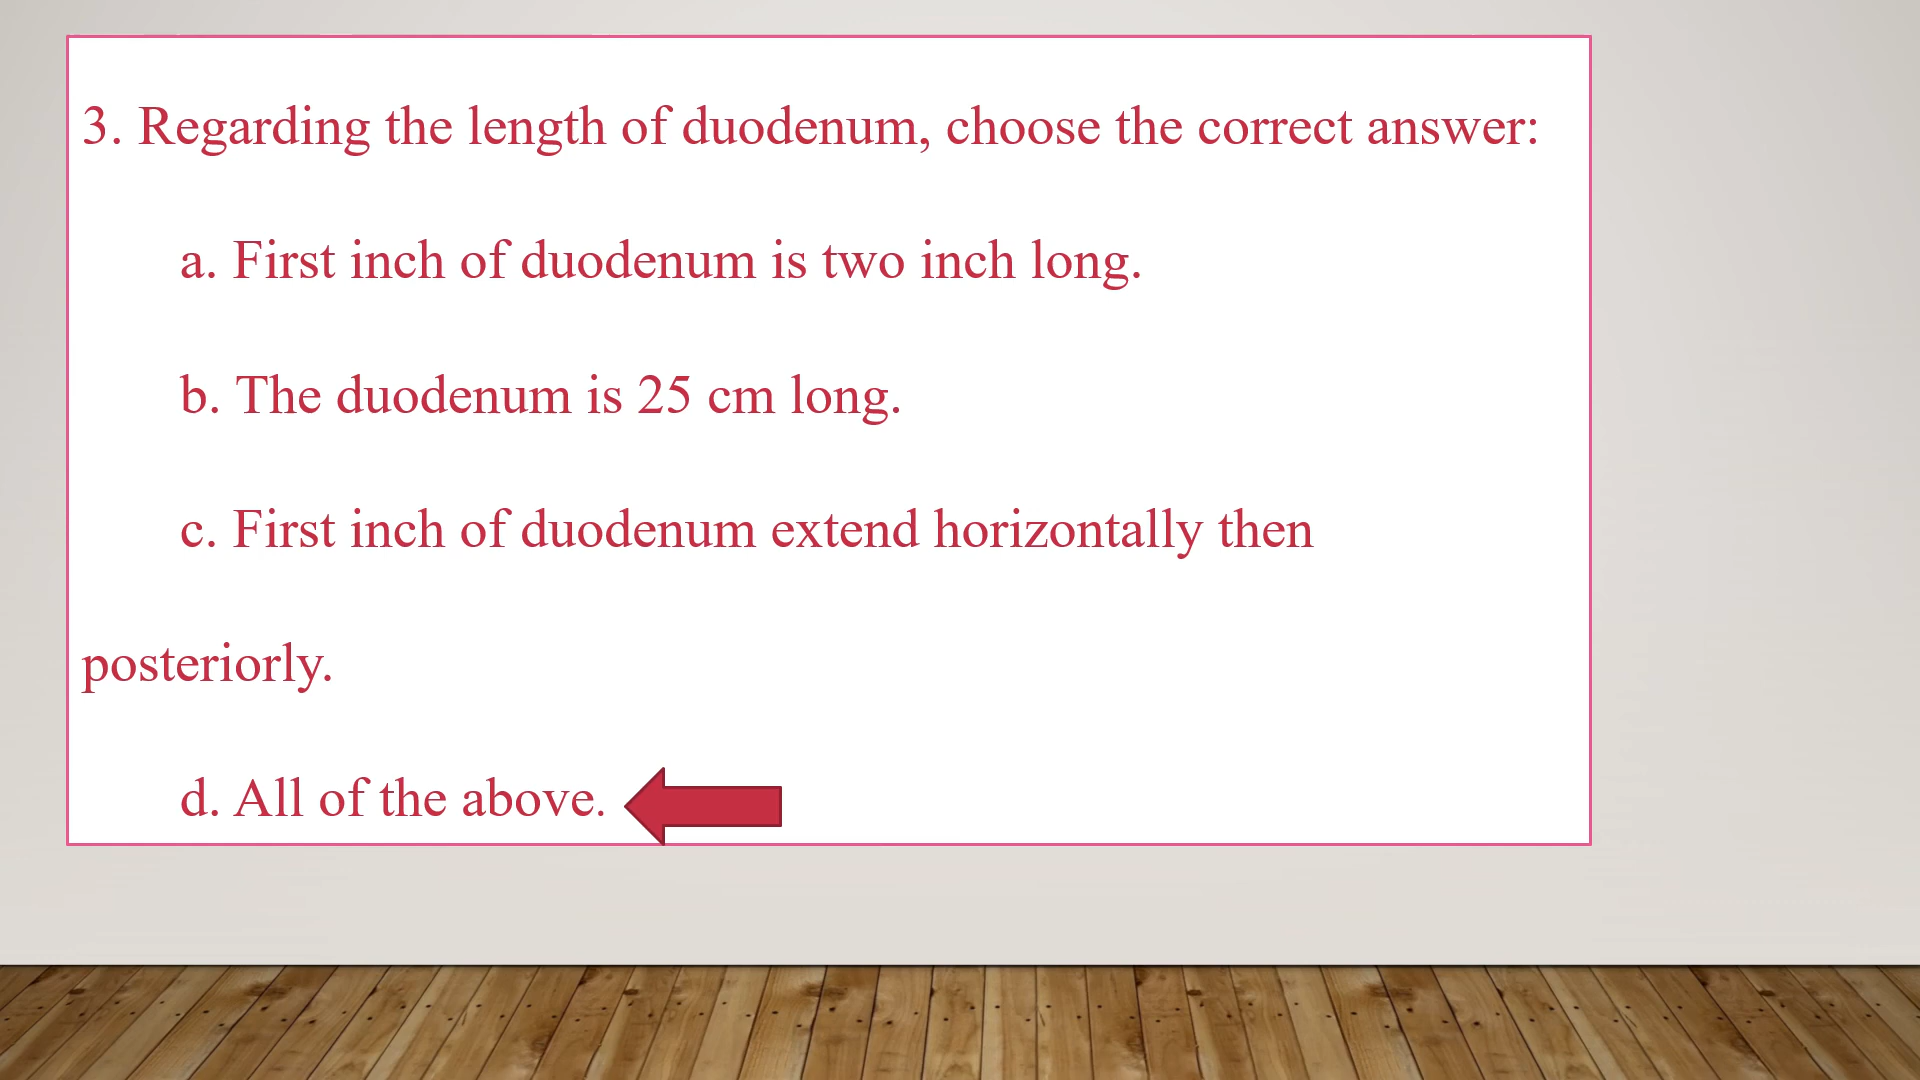 3. Regarding the length of duodenum, choose the correct answer:
a. First inch of duodenum is two inch long.
b. The duodenum is 25 cm long.
c. First inch of duodenum extend horizontally then
posteriorly.
d. All of the above.